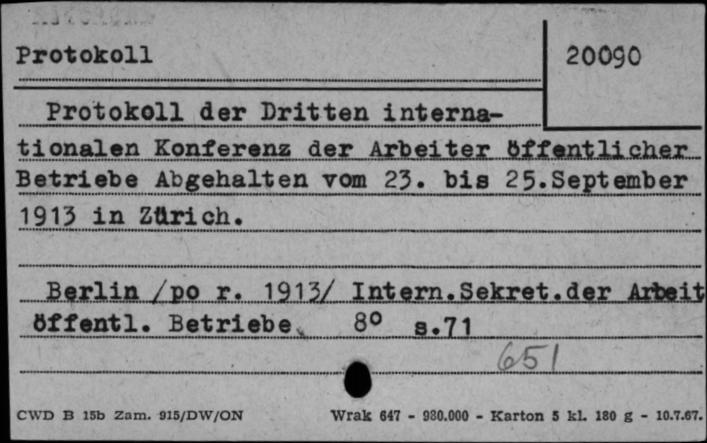 Protokoll
20090
Protokoll der Dritten interna-
tionalen Konferenz der Arbeiter öffentlicher
Betriebe Abgehalten vom 23. bis 25.September
1913 in Zürich.
Berlin /po r. 1913/ Intern.Sekret.der Arbeit
öffentl. Betriebe 8° s.71
651
CWD B 15b Zam. 915/DW/ON
Wrak 647 - 980.000 - Karton 5 kl. 180 g - 10.7.67.